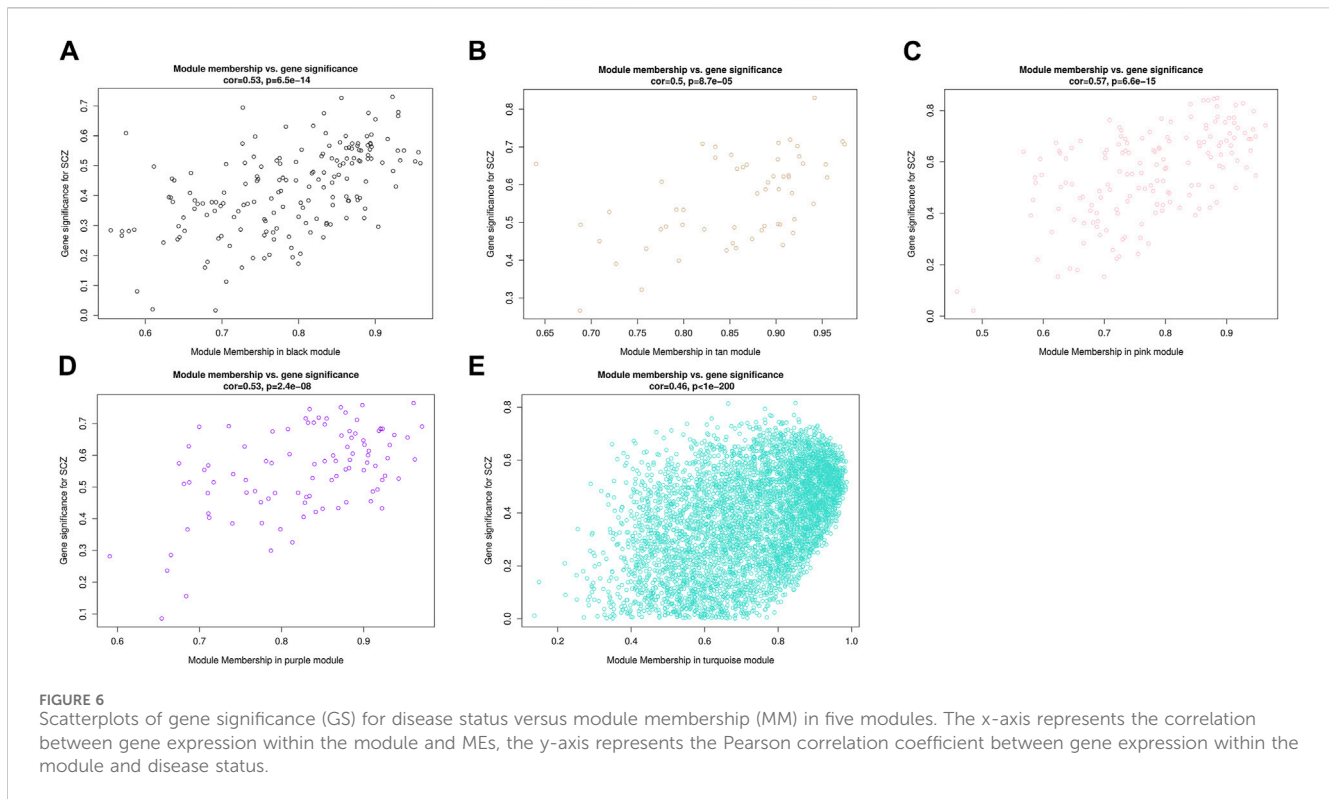 A
Module membership vs. gene significance
cor=0.53, p=6.5e−14
Gene significance for SCZ
0.0 0.1 0.2 0.3 0.4 0.5 0.6 0.7
0.6 0.7 0.8 0.9
Module Membership in black module
B
Module membership vs. gene significance
cor=0.5, p=8.7e−05
Gene significance for SCZ
0.3 0.4 0.5 0.6 0.7 0.8
0.65 0.70 0.75 0.80 0.85 0.90 0.95
Module Membership in tan module
C
Module membership vs. gene significance
cor=0.57, p=6.6e−15
Gene significance for SCZ
0.0 0.2 0.4 0.6 0.8
0.5 0.6 0.7 0.8 0.9
Module Membership in pink module
D
Module membership vs. gene significance
cor=0.53, p=2.4e−08
Gene significance for SCZ
0.1 0.2 0.3 0.4 0.5 0.6 0.7
0.6 0.7 0.8 0.9
Module Membership in purple module
E
Module membership vs. gene significance
cor=0.46, p<1e−200
Gene significance for SCZ
0.0 0.2 0.4 0.6 0.8
0.2 0.4 0.6 0.8 1.0
Module Membership in turquoise module
FIGURE 6
Scatterplots of gene significance (GS) for disease status versus module membership (MM) in five modules. The x-axis represents the correlation
between gene expression within the module and MEs, the y-axis represents the Pearson correlation coefficient between gene expression within the
module and disease status.